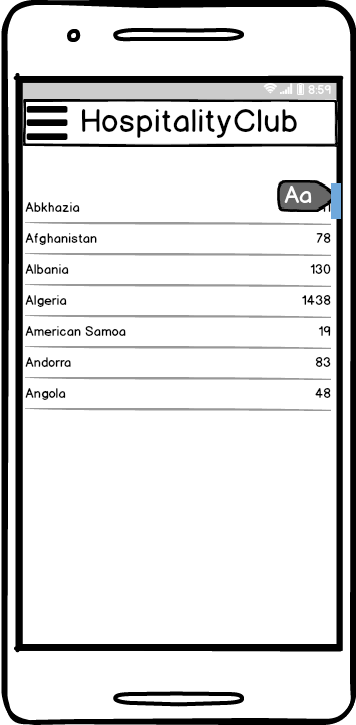 8:59
HospitalityClub
Aa
Abkhazia
Afghanistan 78
Albania 130
Algeria 1438
American Samoa 19
Andorra 83
Angola 48